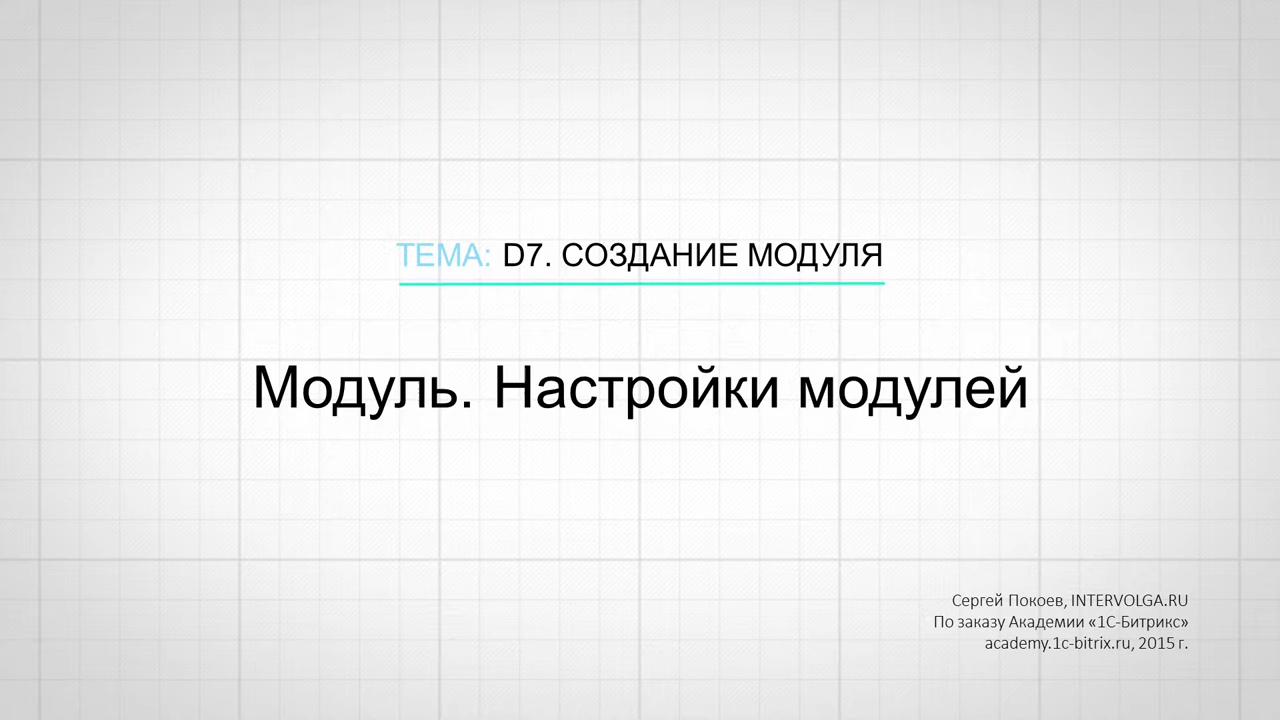 ТЕМА: D7. СОЗДАНИЕ МОДУЛЯ
Модуль. Настройки модулей
Сергей Покоев, INTERVOLGA.RU
По заказу Академии «1С-Битрикс»
academy.1c-bitrix.ru, 2015 г.